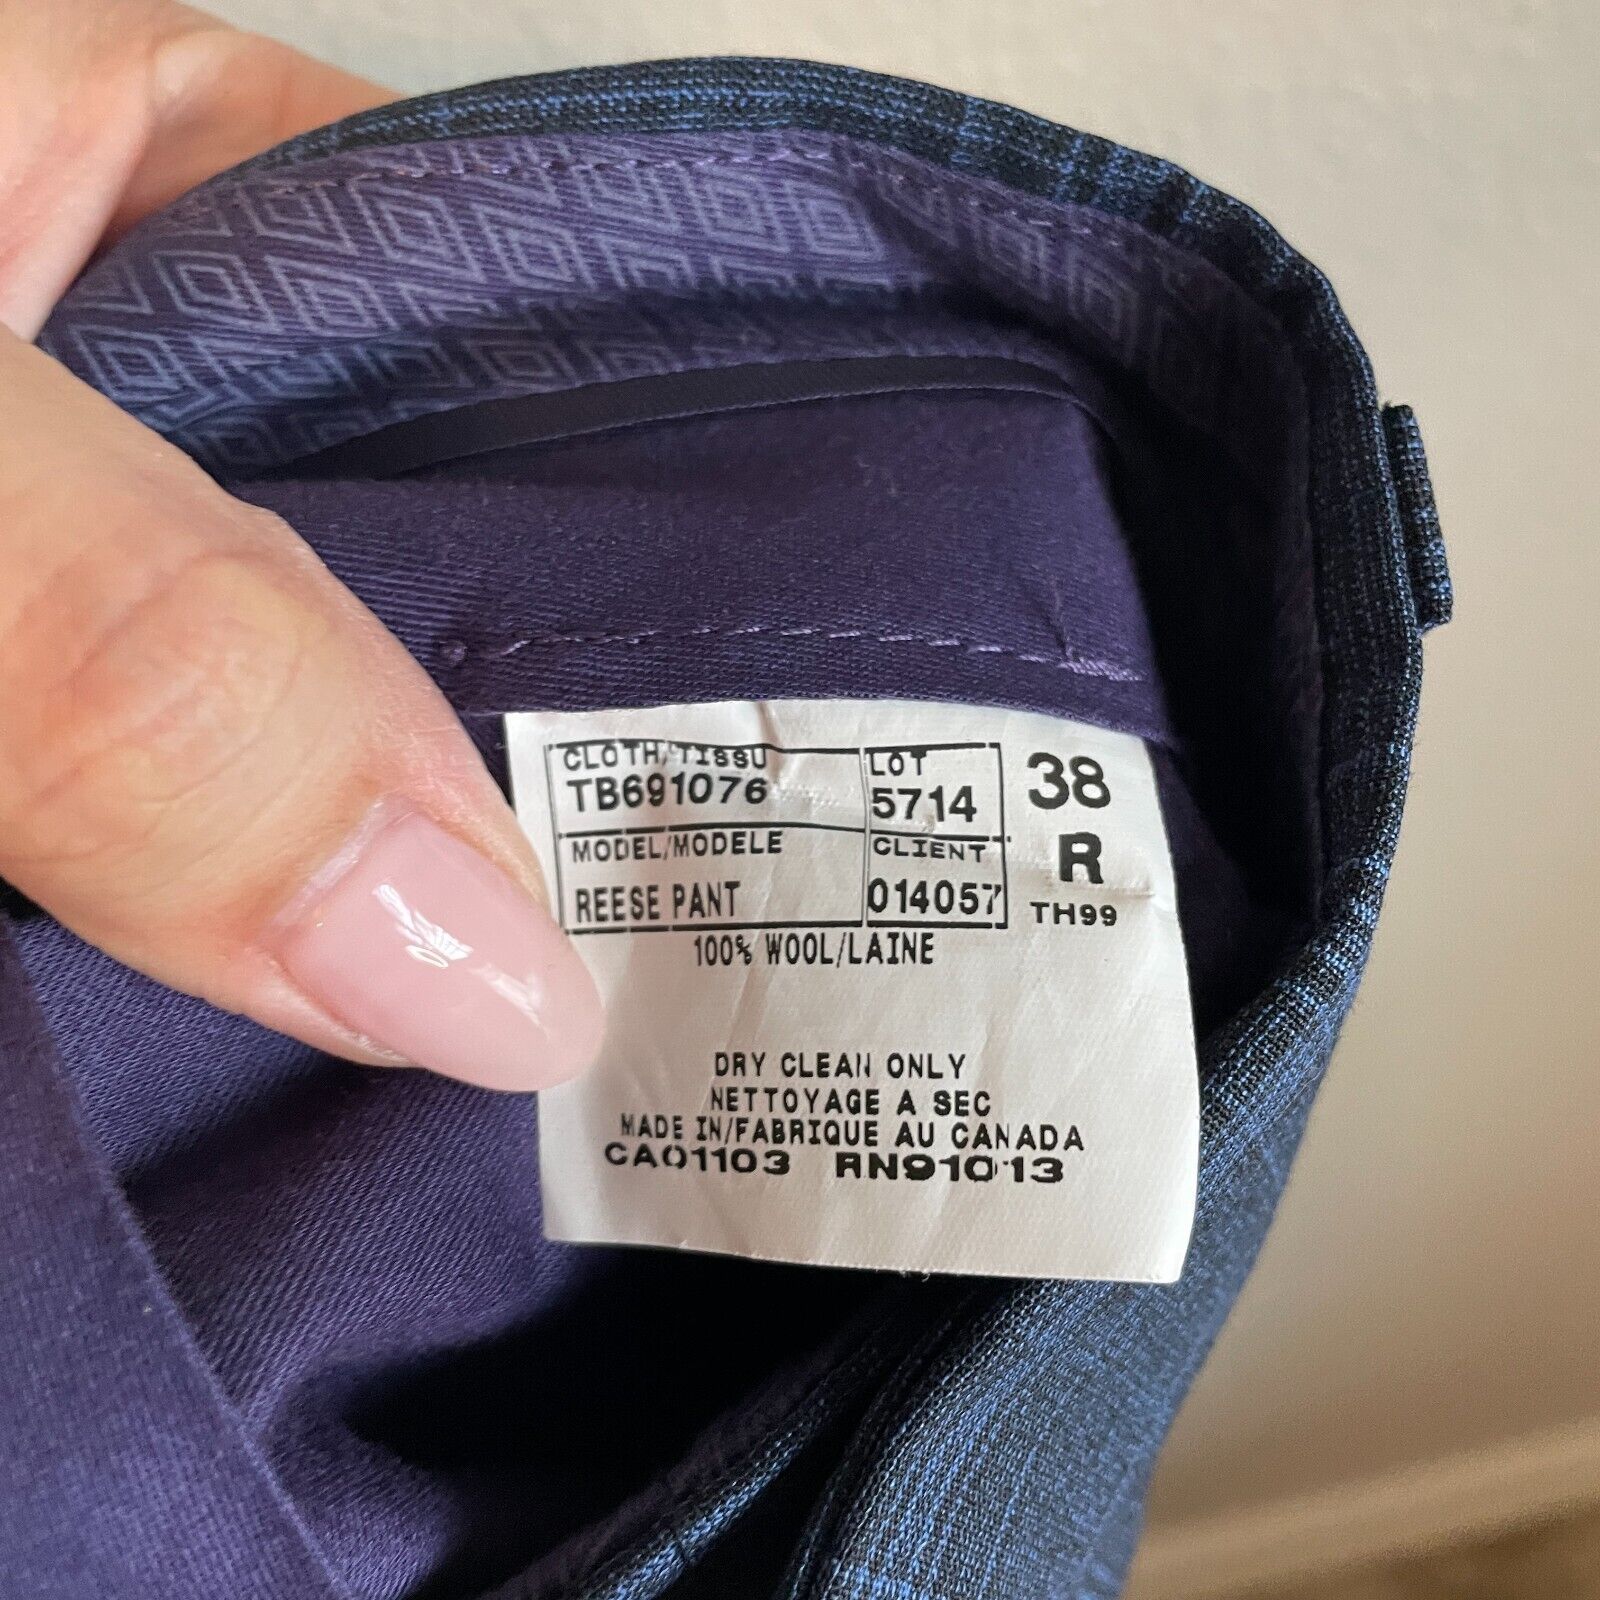 CLOTH/TISSU LOT 38
TB691076 5714
MODEL/MODELE CLIENT R
REESE PANT 014057 TH99
100% WOOL/LAINE
DRY CLEAN ONLY
NETTOYAGE A SEC
MADE IN/FABRIQUE AU CANADA
CA01103 RN91013